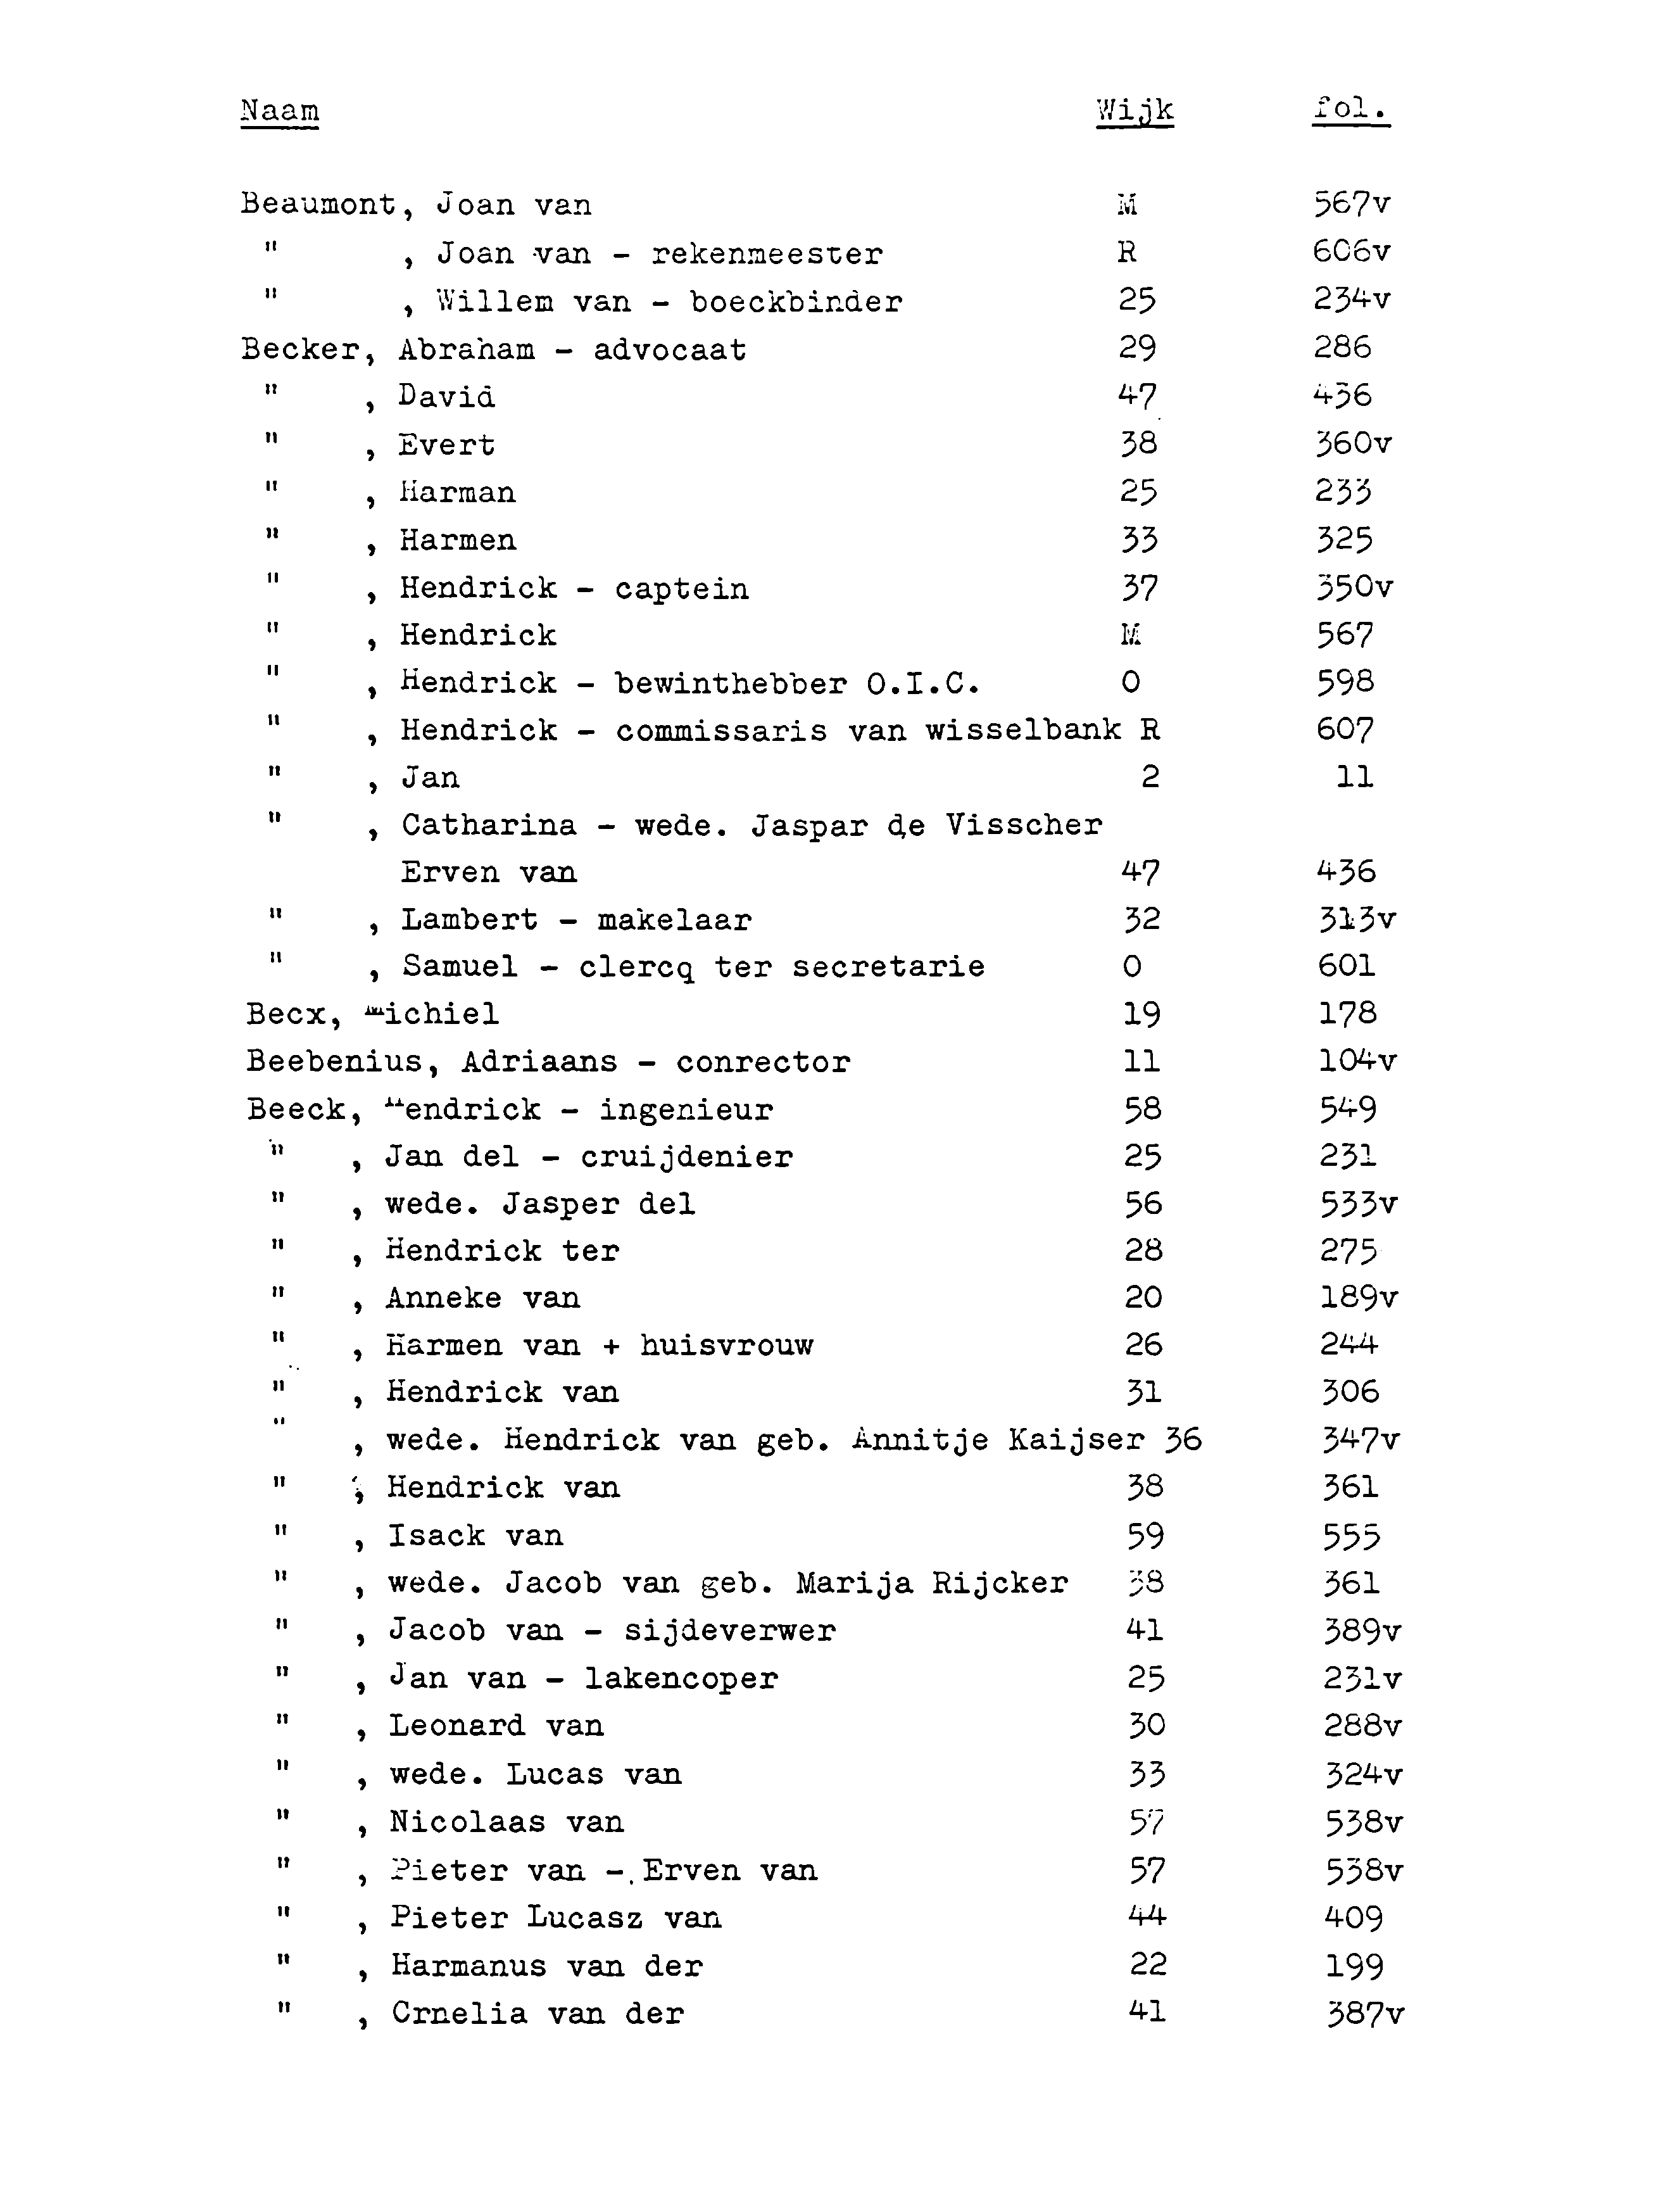 Naam Wijk fol.
Beaumont, Joan van M 567v
" , Joan van - rekenmeester R 606v
" , Willem van - boeckbinder 25 234v
Becker, Abraham - advocaat 29 286
" , David 47 436
" , Evert 38 360v
" , Harman 25 233
" , Harmen 33 325
" , Hendrick - captein 37 350v
" , Hendrick M 567
" , Hendrick - bewinthebber O.I.C. O 598
" , Hendrick - commissaris van wisselbank R 607
" , Jan 2 11
" , Catharina - wede. Jaspar de Visscher
Erven van 47 436
" , Lambert - makelaar 32 313v
" , Samuel - clercq ter secretarie O 601
Becx, Michiel 19 178
Beebenius, Adriaans - conrector 11 104v
Beeck, Hendrick - ingenieur 58 549
" , Jan del - cruijdenier 25 231
" , wede. Jasper del 56 533v
" , Hendrick ter 28 275
" , Anneke van 20 189v
" , Harmen van + huisvrouw 26 244
" , Hendrick van 31 306
" , wede. Hendrick van geb. Annitje Kaijser 36 347v
" , Hendrick van 38 361
" , Isack van 59 555
" , wede. Jacob van geb. Marija Rijcker 38 361
" , Jacob van - sijdeverwer 41 389v
" , Jan van - lakencoper 25 231v
" , Leonard van 30 288v
" , wede. Lucas van 33 324v
" , Nicolaas van 57 538v
" , Pieter van - Erven van 57 538v
" , Pieter Lucasz van 44 409
" , Harmanus van der 22 199
" , Crnelia van der 41 387v